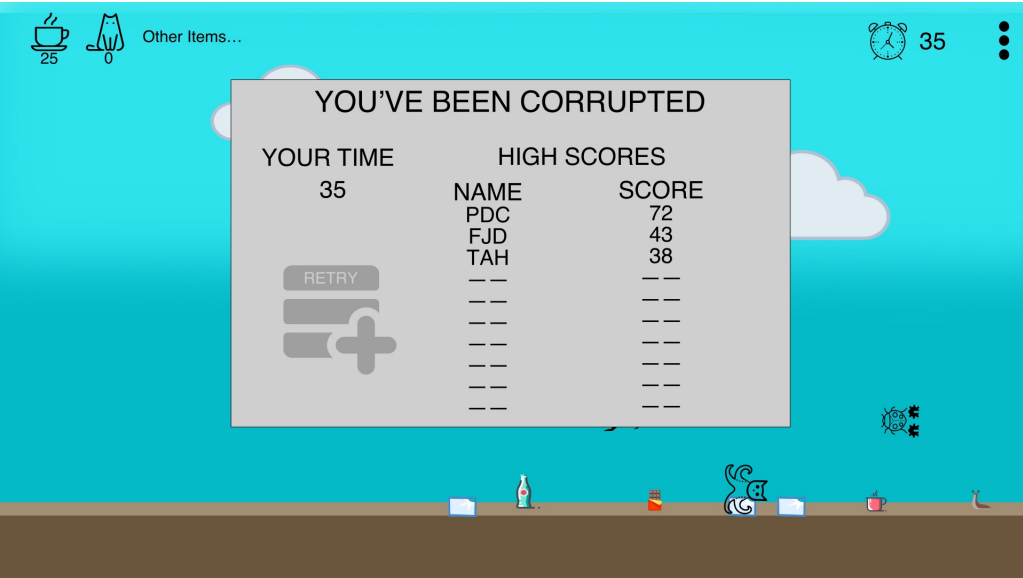 Other Items...
35
25
0
YOU'VE BEEN CORRUPTED
YOUR TIME
HIGH SCORES
35
NAME
SCORE
PDC
72
FJD
43
TAH
38
— —
— —
— —
— —
— —
— —
— —
— —
— —
— —
— —
— —
— —
— —
RETRY